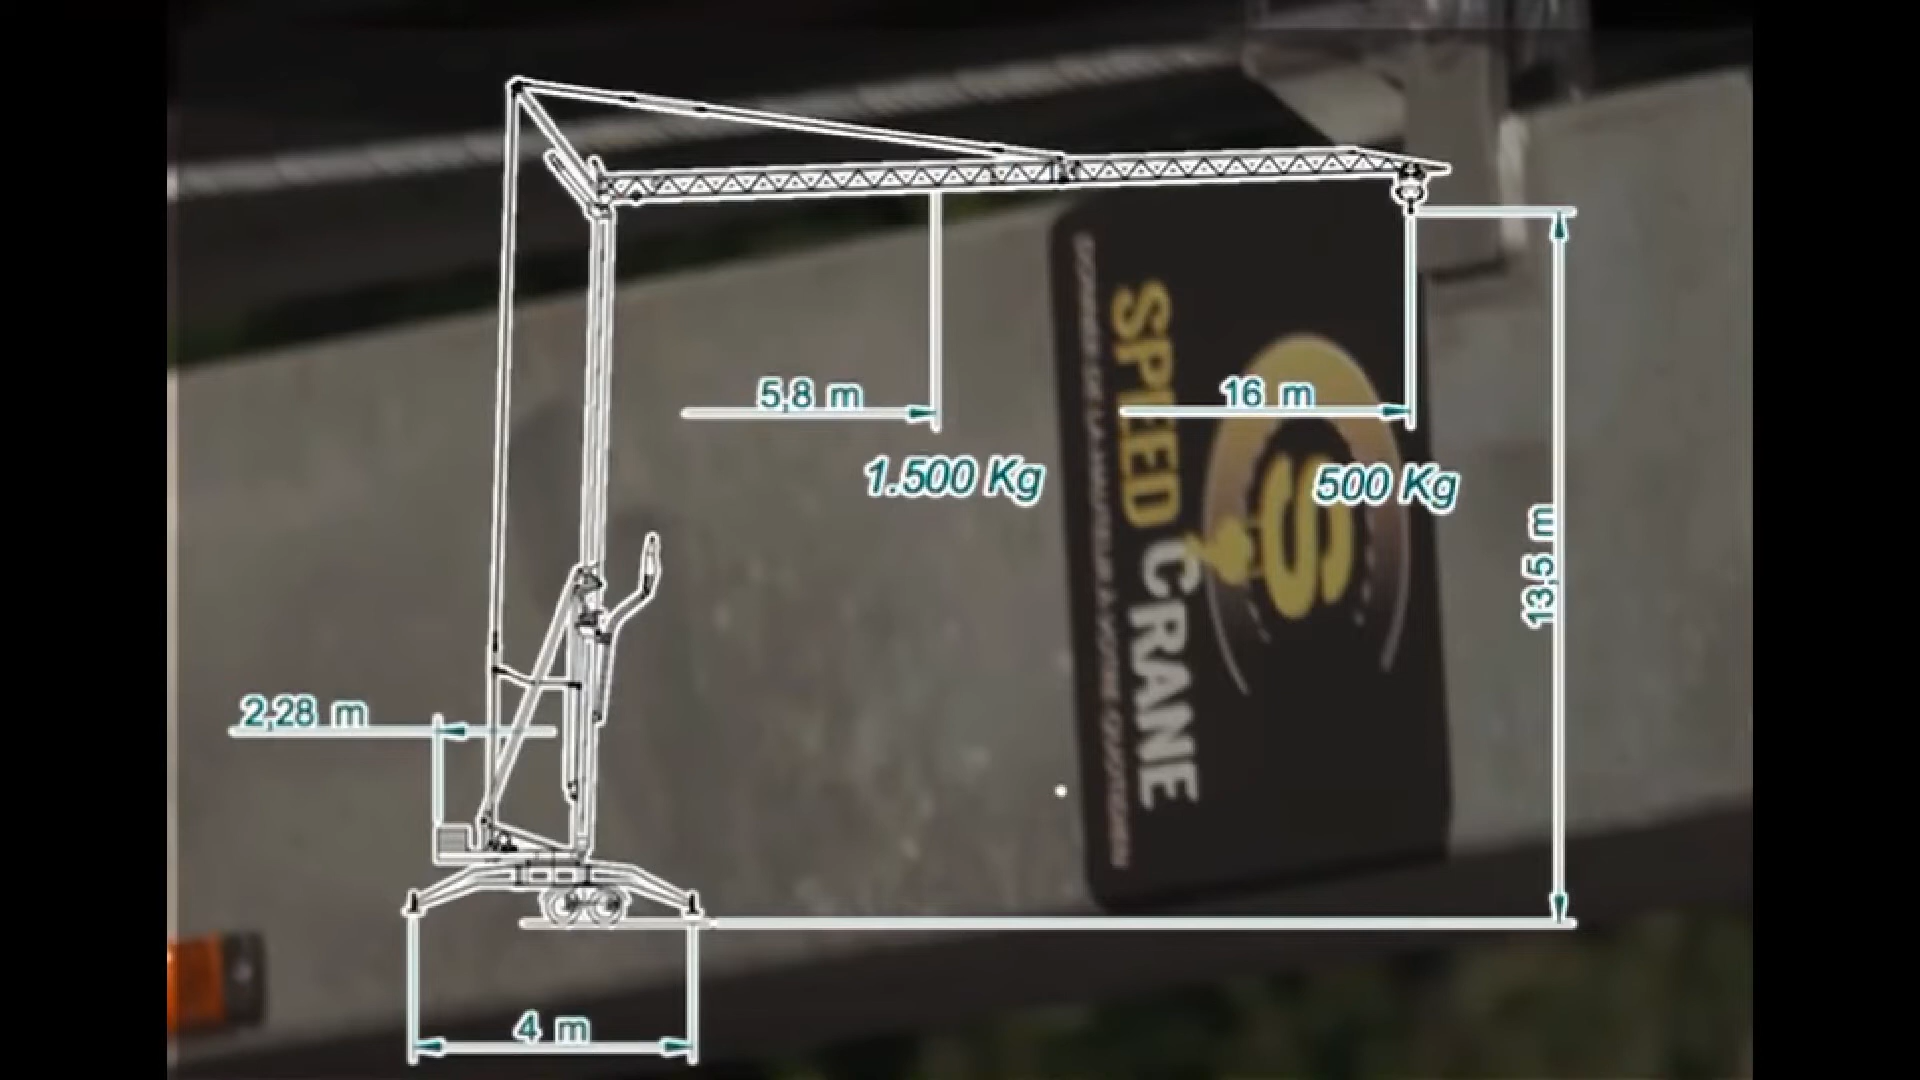 5,8 m
16 m
1.500 Kg
500 Kg
13,5 m
2,28 m
4 m
SPEED CRANE
S